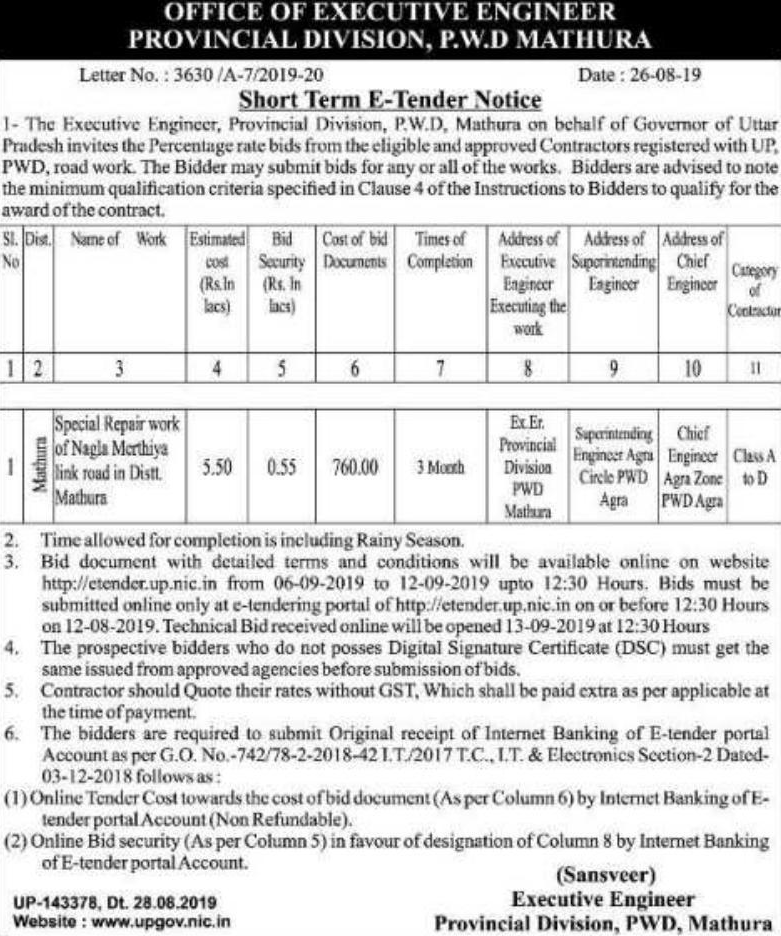 OFFICE OF EXECUTIVE ENGINEER
PROVINCIAL DIVISION, P.W.D MATHURA
Letter No. : 3630 /A-7/2019-20 Date : 26-08-19
Short Term E-Tender Notice
1- The Executive Engineer, Provincial Division, P.W.D, Mathura on behalf of Governor of Uttar
Pradesh invites the Percentage rate bids from the eligible and approved Contractors registered with UP,
PWD, road work. The Bidder may submit bids for any or all of the works. Bidders are advised to note
the minimum qualification criteria specified in Clause 4 of the Instructions to Bidders to qualify for the
award of the contract.
Sl. No
Dist.
Name of Work
Estimated
cost
(Rs.In
lacs)
Bid
Security
(Rs. In
lacs)
Cost of bid
Documents
Times of
Completion
Address of
Executive
Engineer
Executing the
work
Address of
Superintending
Engineer
Address of
Chief
Engineer
Category
of
Contractor
1 2 3 4 5 6 7 8 9 10 11
1
Mathura
Special Repair work
of Nagla Merthiya
link road in Distt.
Mathura
5.50
0.55
760.00
3 Month
Ex.Er.
Provincial
Division
PWD
Mathura
Superintending
Engineer Agra
Circle PWD
Agra
Chief
Engineer
Agra Zone
PWD Agra
Class A
to D
2. Time allowed for completion is including Rainy Season.
3. Bid document with detailed terms and conditions will be available online on website
http://etender.up.nic.in from 06-09-2019 to 12-09-2019 upto 12:30 Hours. Bids must be
submitted online only at e-tendering portal of http://etender.up.nic.in on or before 12:30 Hours
on 12-08-2019. Technical Bid received online will be opened 13-09-2019 at 12:30 Hours
4. The prospective bidders who do not posses Digital Signature Certificate (DSC) must get the
same issued from approved agencies before submission of bids.
5. Contractor should Quote their rates without GST, Which shall be paid extra as per applicable at
the time of payment.
6. The bidders are required to submit Original receipt of Internet Banking of E-tender portal
Account as per G.O. No.-742/78-2-2018-42 I.T./2017 T.C., I.T. & Electronics Section-2 Dated-
03-12-2018 follows as :
(1) Online Tender Cost towards the cost of bid document (As per Column 6) by Internet Banking of E-
tender portal Account (Non Refundable).
(2) Online Bid security (As per Column 5) in favour of designation of Column 8 by Internet Banking
of E-tender portal Account.
(Sansveer)
UP-143378, Dt. 28.08.2019 Executive Engineer
Website : www.upgov.nic.in Provincial Division, PWD, Mathura